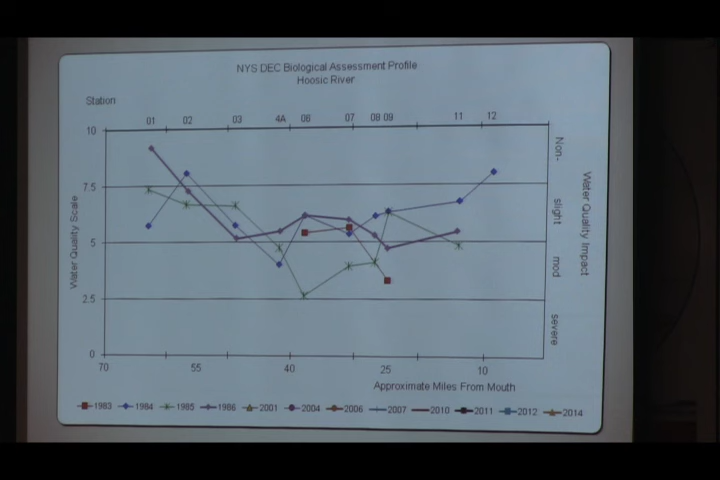 NYS DEC Biological Assessment Profile
Hoosic River
Station
01 02 03 4A 06 07 08 09 11 12
10
7.5
5
2.5
0
Water Quality Scale
Non-
slight
mod
severe
Water Quality Impact
70 55 40 25 10
Approximate Miles From Mouth
1983 1984 1985 1986 2001 2004 2006 2007 2010 2011 2012 2014